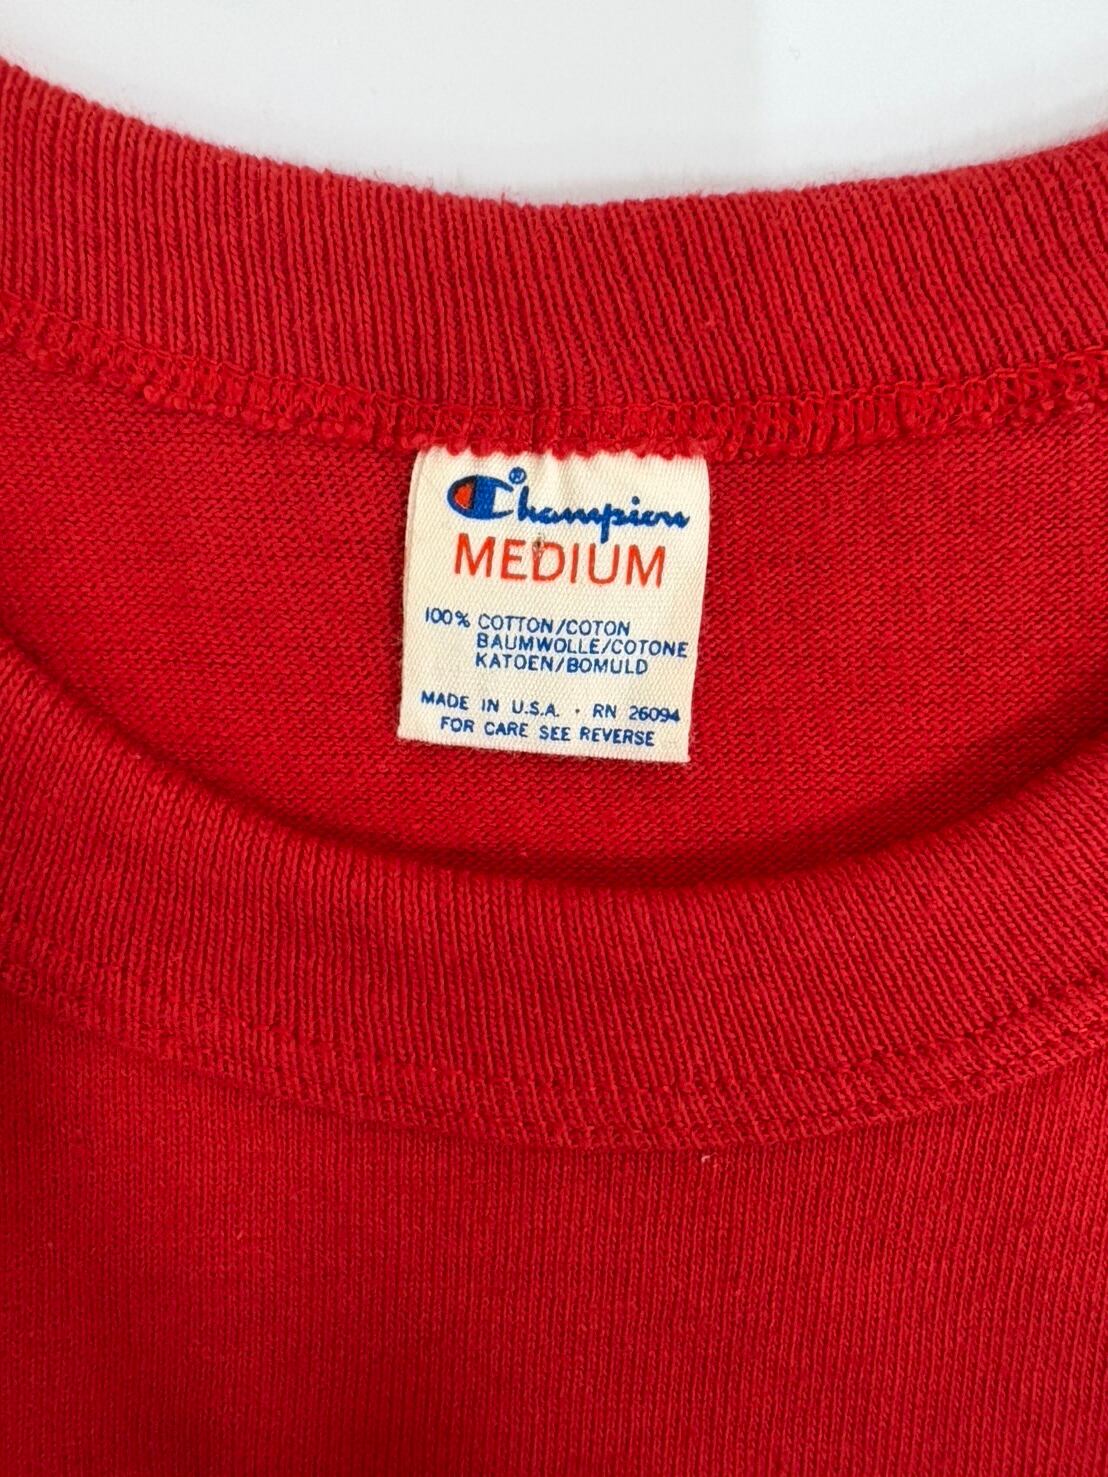 Champion®
MEDIUM
100% COTTON/COTON
BAUMWOLLE/COTONE
KATOEN/BOMULD
MADE IN U.S.A. · RN 26094
FOR CARE SEE REVERSE